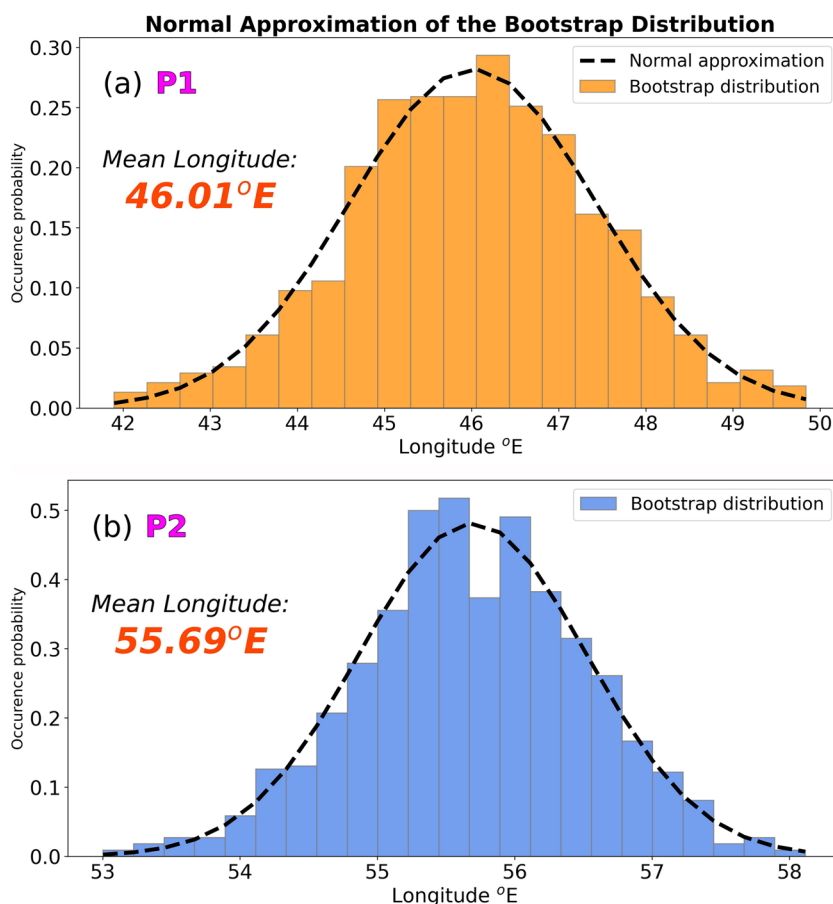 Normal Approximation of the Bootstrap Distribution
0.30
0.25
0.20
0.15
0.10
0.05
0.00
Occurence probability
(a) P1
Mean Longitude:
46.01°E
Normal approximation
Bootstrap distribution
42 43 44 45 46 47 48 49 50
Longitude °E
0.5
0.4
0.3
0.2
0.1
0.0
Occurence probability
(b) P2
Mean Longitude:
55.69°E
Bootstrap distribution
53 54 55 56 57 58
Longitude °E